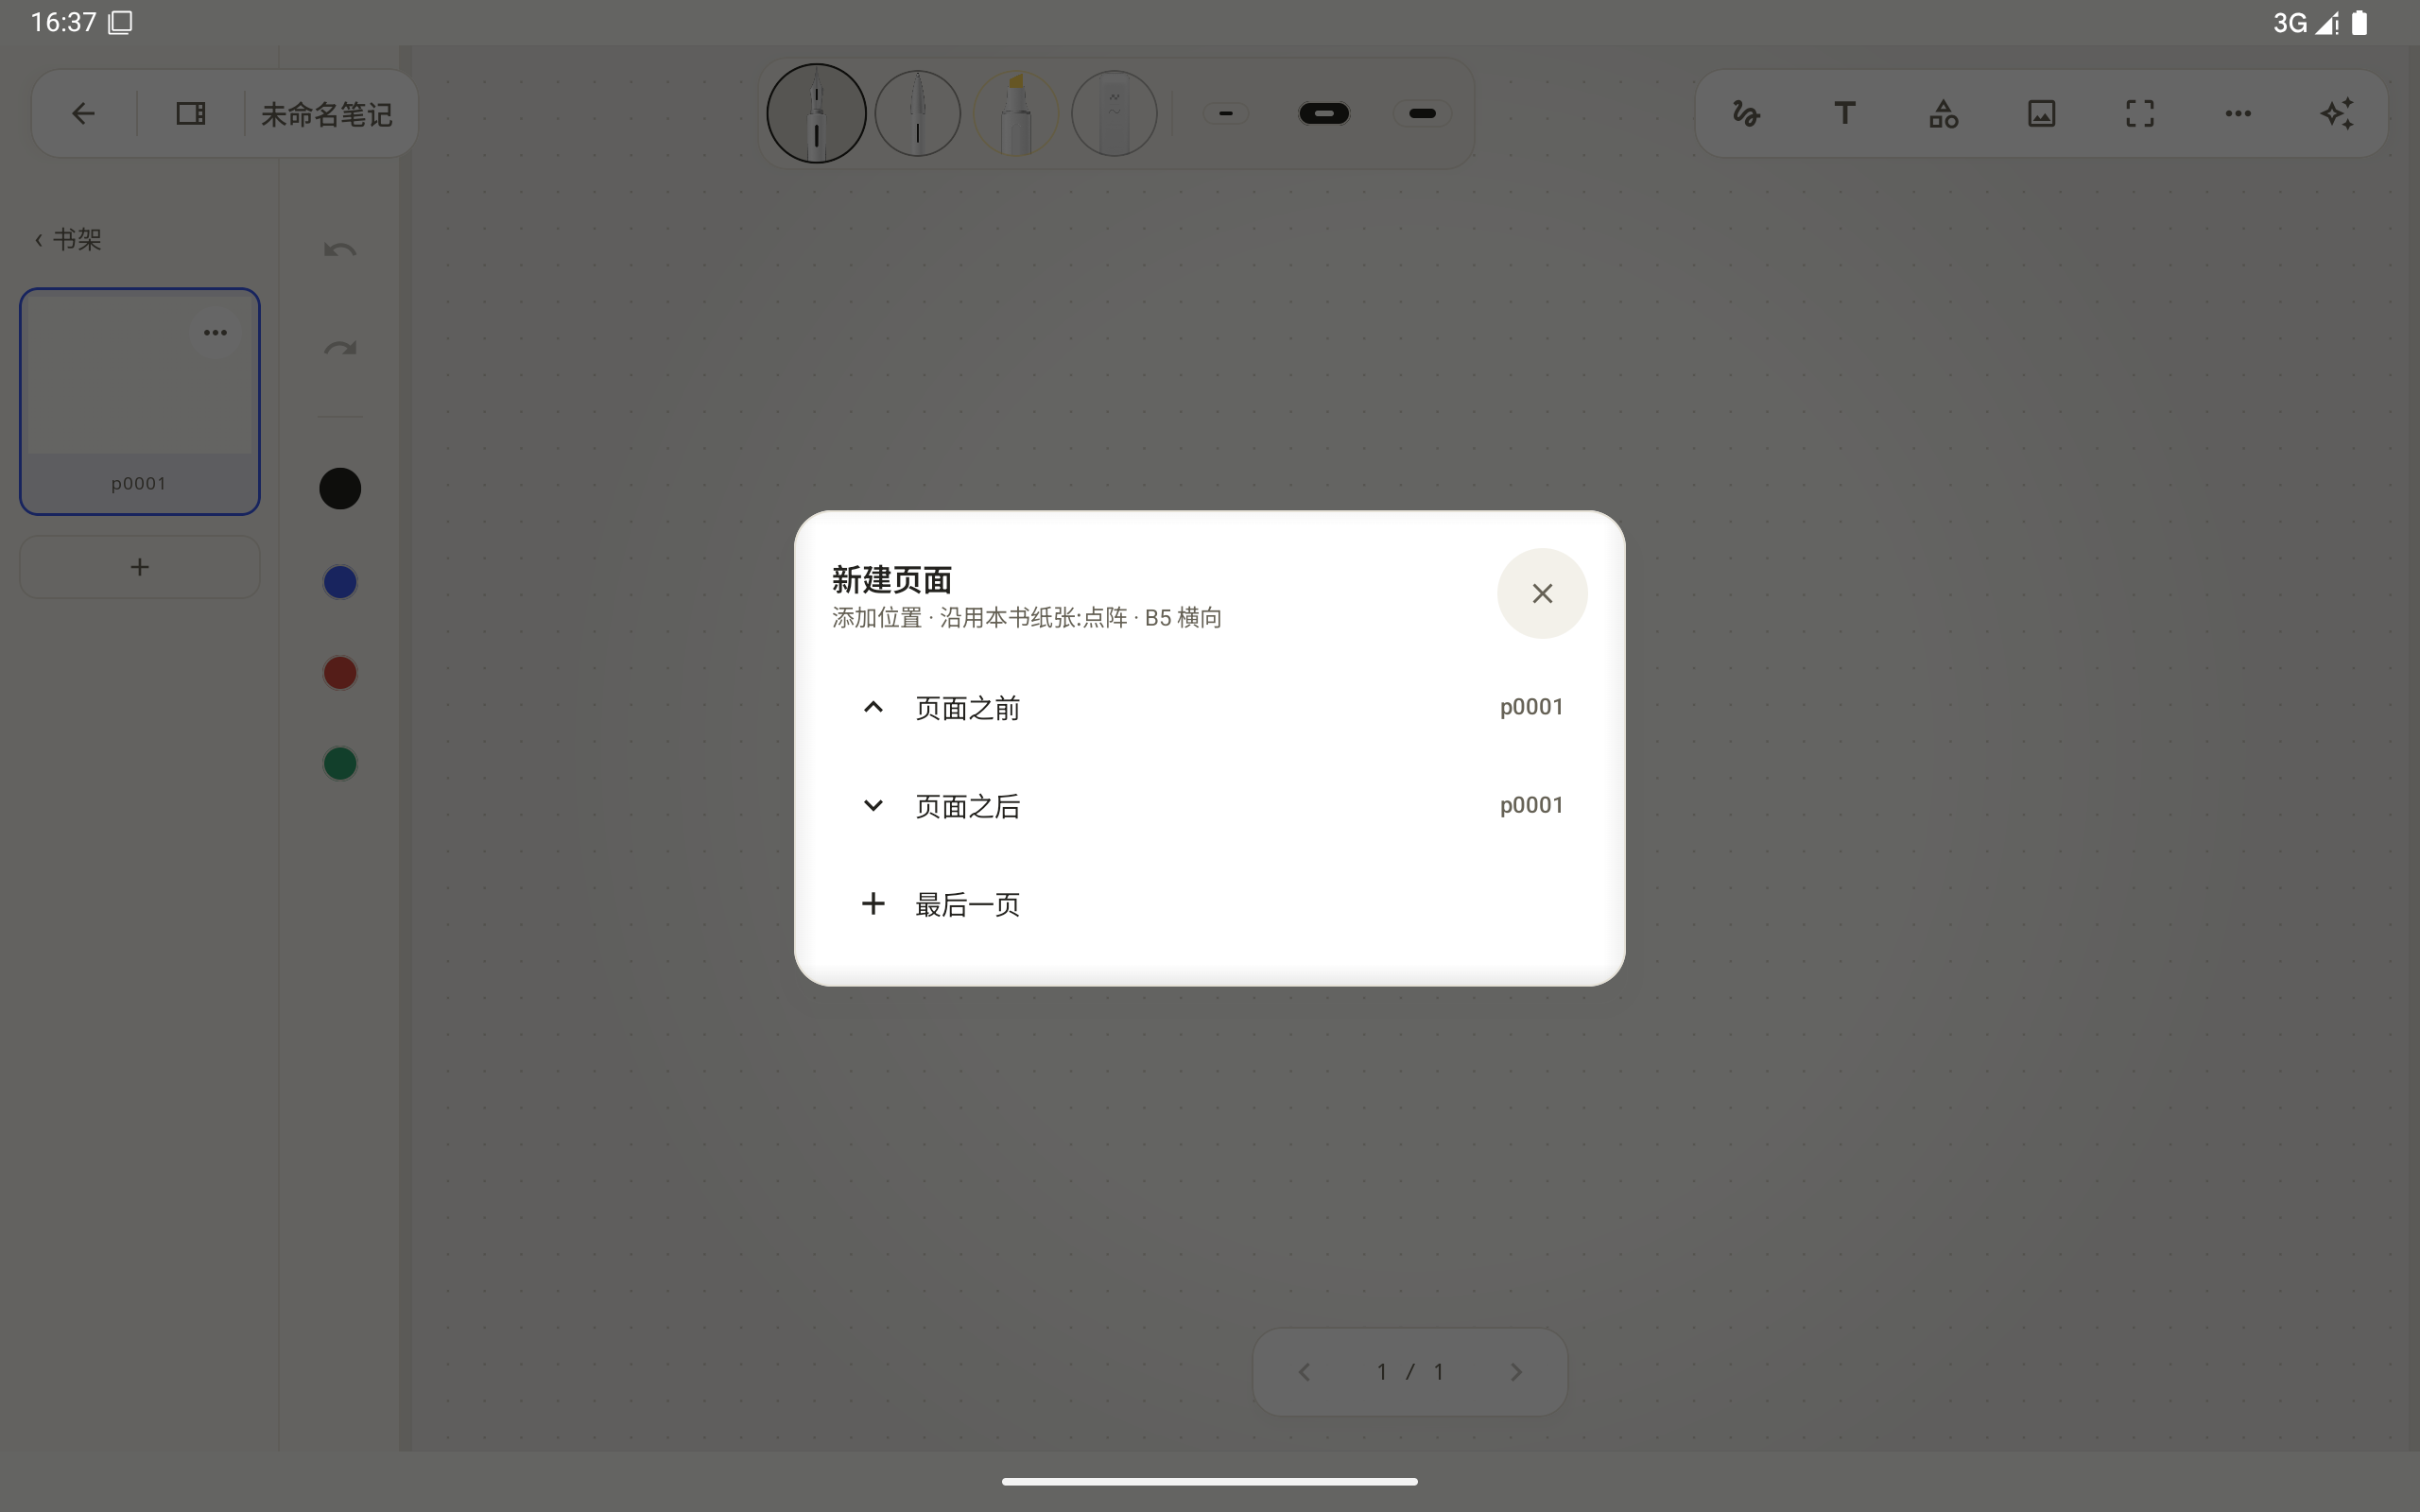 16:37
3G
未命名笔记
T
‹ 书架
p0001
新建页面
添加位置 · 沿用本书纸张:点阵 · B5 横向
页面之前 p0001
页面之后 p0001
最后一页
1 / 1